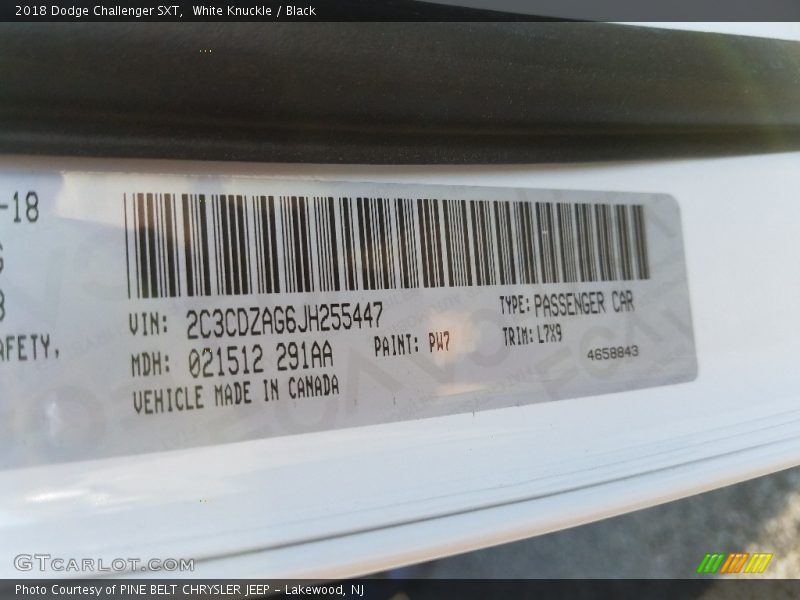 2018 Dodge Challenger SXT, White Knuckle / Black
-18
VIN: 2C3CDZAG6JH255447
TYPE: PASSENGER CAR
AFETY,
MDH: 021512 291AA
PAINT: PW7
TRIM: L7X9
4658843
VEHICLE MADE IN CANADA
GTCARLOT.COM
Photo Courtesy of PINE BELT CHRYSLER JEEP - Lakewood, NJ